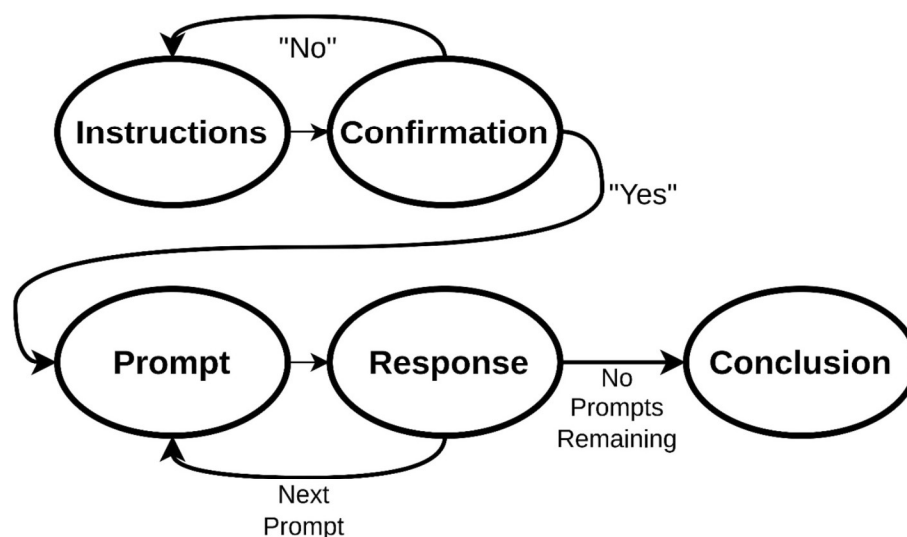 "No"
Instructions
Confirmation
"Yes"
Prompt
Response
Conclusion
No
Prompts
Remaining
Next
Prompt